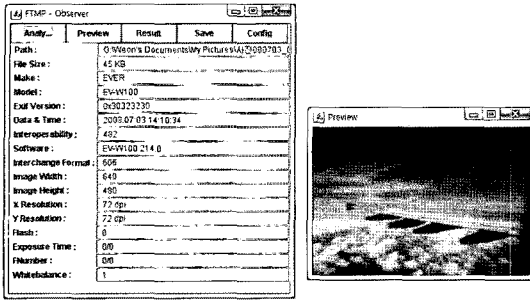 FTMP - Observer
Analy... Preview Result Save Config
Path :
File Size : 45 KB
Make : EVER
Model : EV-W100
Exif Version : 0x30323230
Data & Time : 2008:07:03 14:10:34
Interoperability : 482
Software : EV-W100 214.0
Interchange Format : 606
Image Width : 640
Image Height : 480
X Resolution : 72 dpi
Y Resolution : 72 dpi
Flash : 0
Exposure Time : 0/0
FNumber : 0/0
Whitebalance : 1
Preview